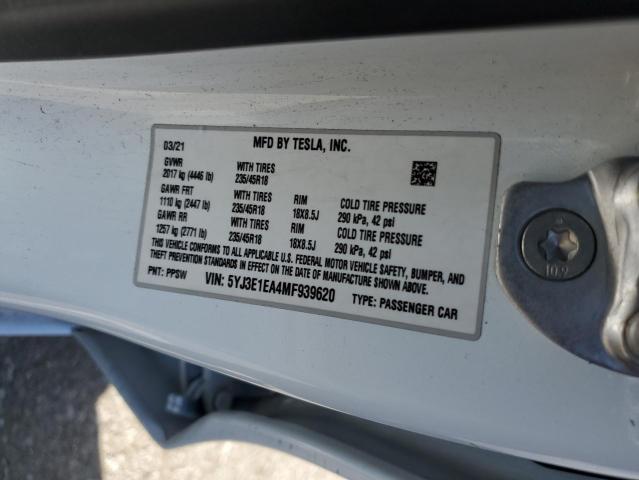 MFD BY TESLA, INC.
03/21
GVWR WITH TIRES
2017 kg (4446 lb) 235/45R18
GAWR FRT WITH TIRES RIM COLD TIRE PRESSURE
1110 kg (2447 lb) 235/45R18 18X8.5J 290 kPa, 42 psi
GAWR RR WITH TIRES RIM COLD TIRE PRESSURE
1257 kg (2771 lb) 235/45R18 18X8.5J 290 kPa, 42 psi
THIS VEHICLE CONFORMS TO ALL APPLICABLE U.S. FEDERAL MOTOR VEHICLE SAFETY, BUMPER, AND
THEFT PREVENTION STANDARDS IN EFFECT ON THE DATE OF MANUFACTURE SHOWN ABOVE.
PNT: PPSW VIN: 5YJ3E1EA4MF939620 TYPE: PASSENGER CAR
10.9